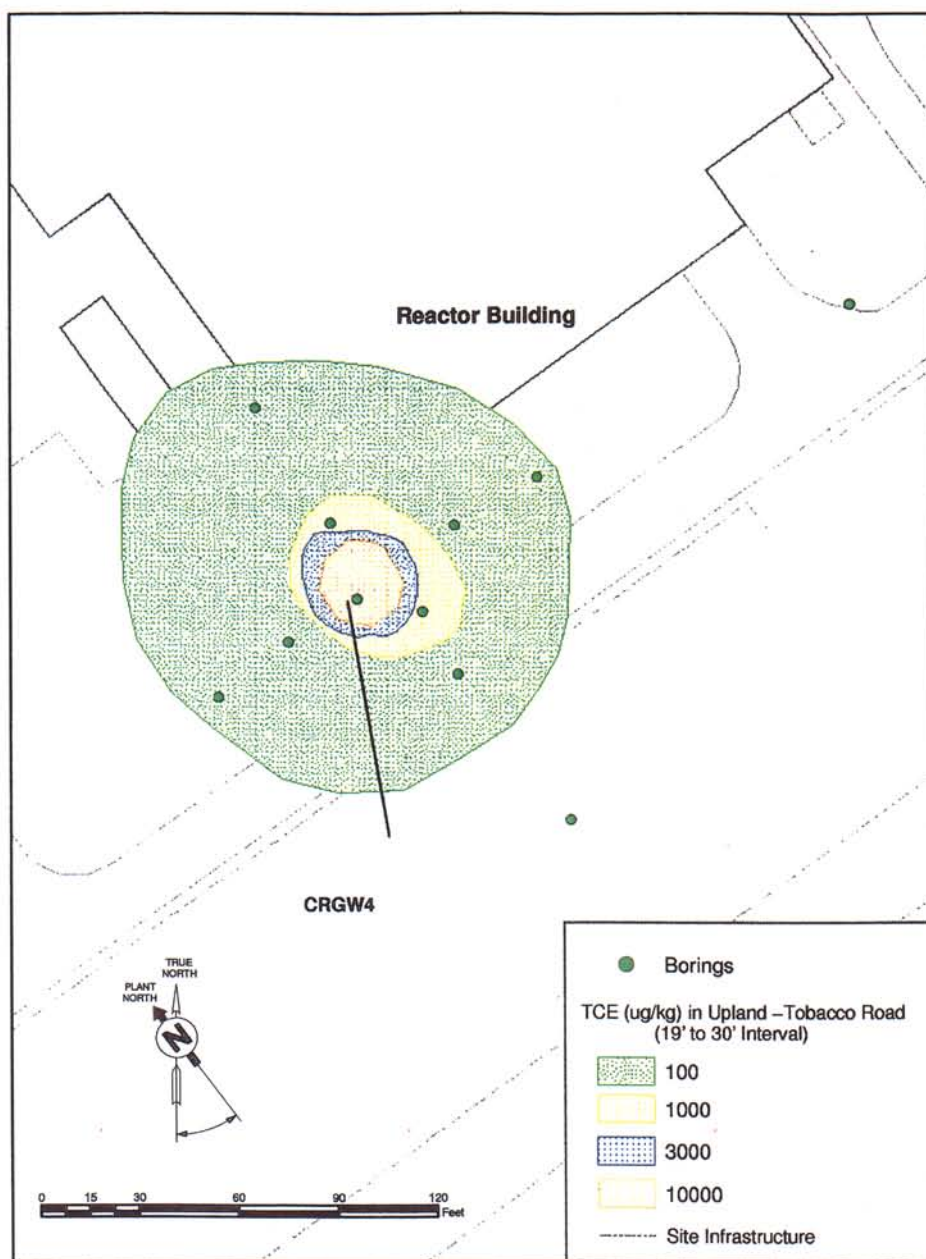 Reactor Building
CRGW4
TRUE
NORTH
PLANT
NORTH
N
0 15 30 60 90 120
Feet
Borings
TCE (ug/kg) in Upland –Tobacco Road
(19' to 30' Interval)
100
1000
3000
10000
Site Infrastructure